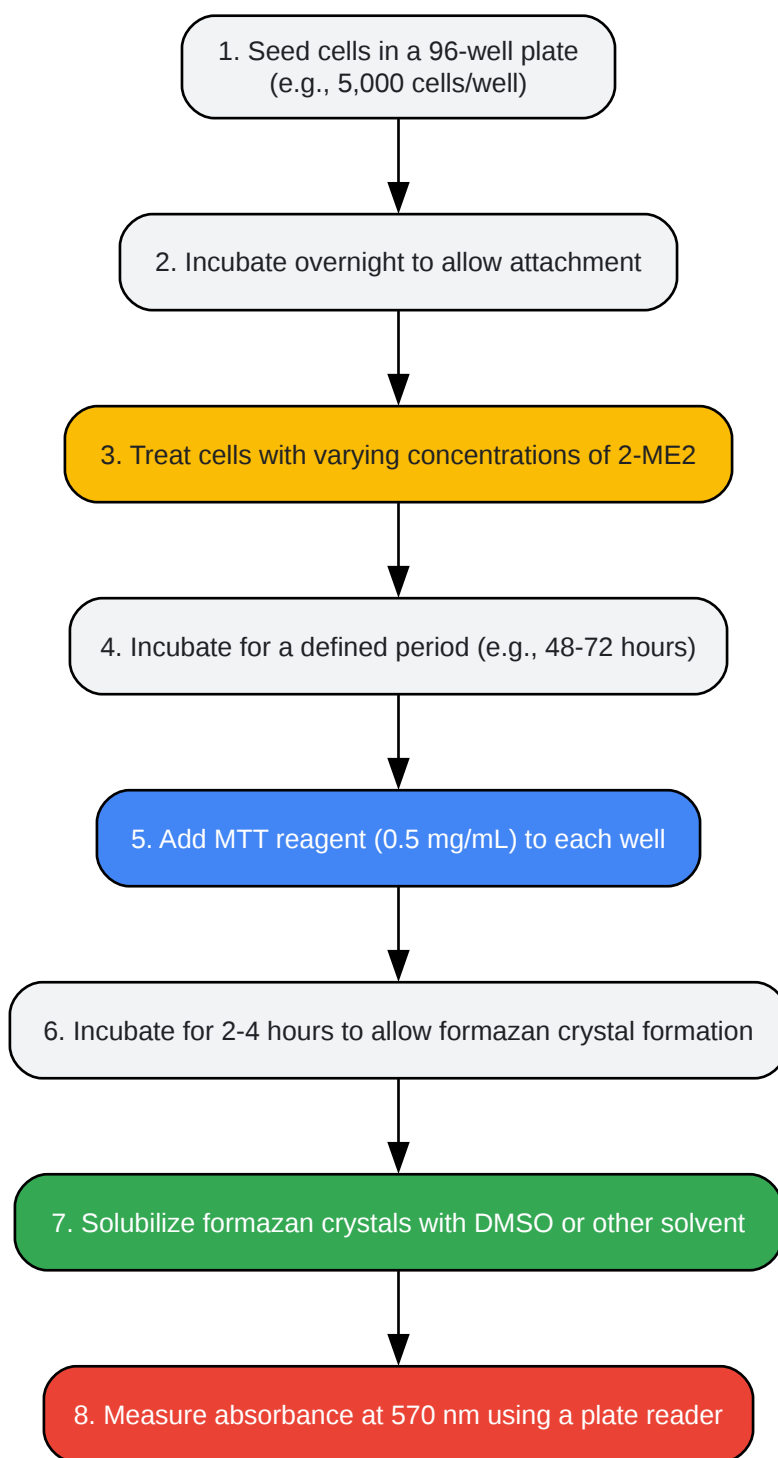 1. Seed cells in a 96-well plate
(e.g., 5,000 cells/well)
2. Incubate overnight to allow attachment
3. Treat cells with varying concentrations of 2-ME2
4. Incubate for a defined period (e.g., 48-72 hours)
5. Add MTT reagent (0.5 mg/mL) to each well
6. Incubate for 2-4 hours to allow formazan crystal formation
7. Solubilize formazan crystals with DMSO or other solvent
8. Measure absorbance at 570 nm using a plate reader